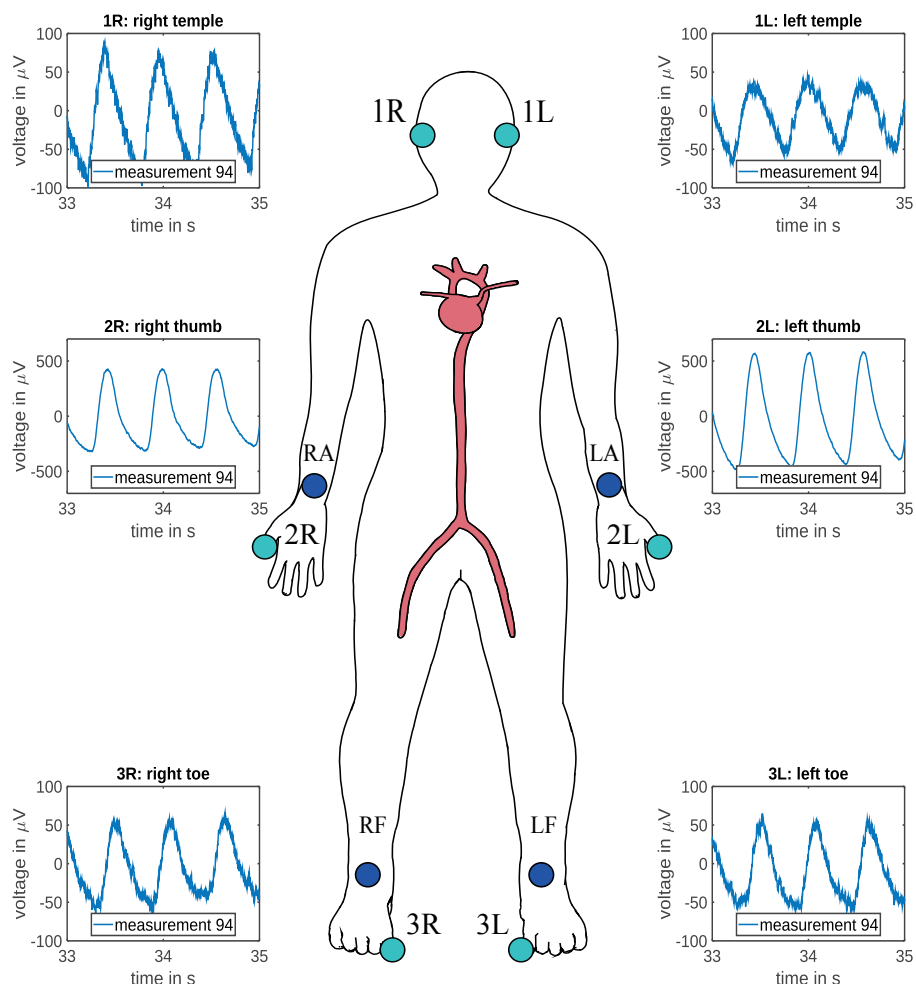 1R: right temple
100
50
0
-50
-100
voltage in μV
measurement 94
33
34
35
time in s
1R
1L
1L: left temple
100
50
0
-50
-100
voltage in μV
measurement 94
33
34
35
time in s
2R: right thumb
500
0
-500
voltage in μV
measurement 94
33
34
35
time in s
RA
LA
2R
2L
2L: left thumb
500
0
-500
voltage in μV
measurement 94
33
34
35
time in s
3R: right toe
100
50
0
-50
-100
voltage in μV
measurement 94
33
34
35
time in s
RF
LF
3R
3L
3L: left toe
100
50
0
-50
-100
voltage in μV
measurement 94
33
34
35
time in s